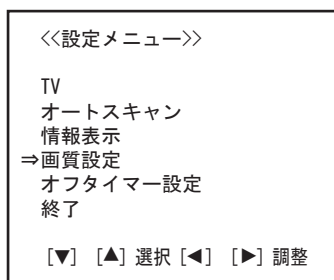 <<設定メニュー>>
TV
オートスキャン
情報表示
⇒画質設定
オフタイマー設定
終了
[▼] [▲] 選択 [◀] [▶] 調整